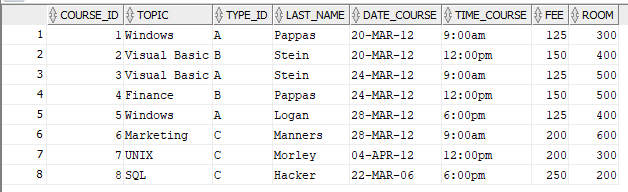 COURSE_ID TOPIC TYPE_ID LAST_NAME DATE_COURSE TIME_COURSE FEE ROOM
1 1 Windows A Pappas 20-MAR-12 9:00am 125 300
2 2 Visual Basic B Stein 20-MAR-12 12:00pm 150 400
3 3 Visual Basic A Stein 24-MAR-12 9:00am 125 500
4 4 Finance B Pappas 24-MAR-12 12:00pm 150 500
5 5 Windows A Logan 28-MAR-12 6:00pm 125 400
6 6 Marketing C Manners 28-MAR-12 9:00am 200 600
7 7 UNIX C Morley 04-APR-12 12:00pm 200 300
8 8 SQL C Hacker 22-MAR-06 6:00pm 250 200